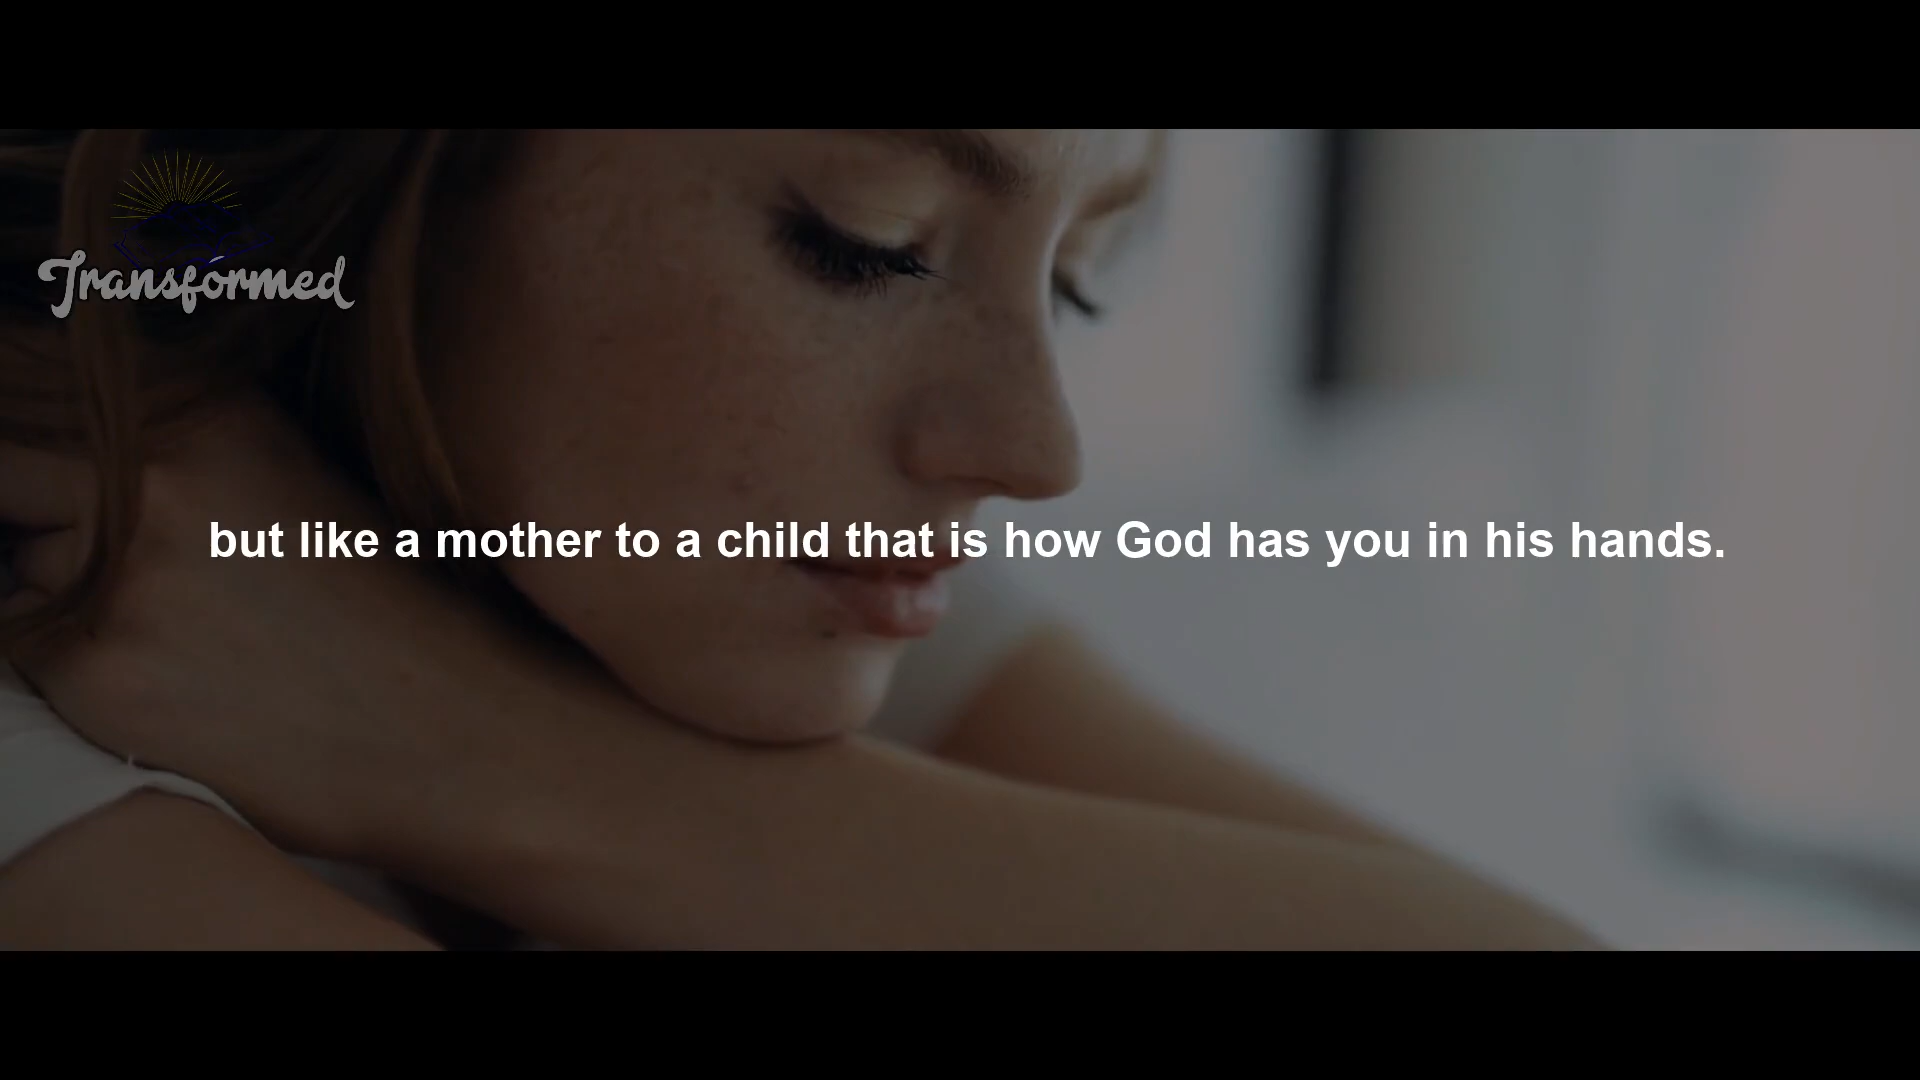 Transformed
but like a mother to a child that is how God has you in his hands.